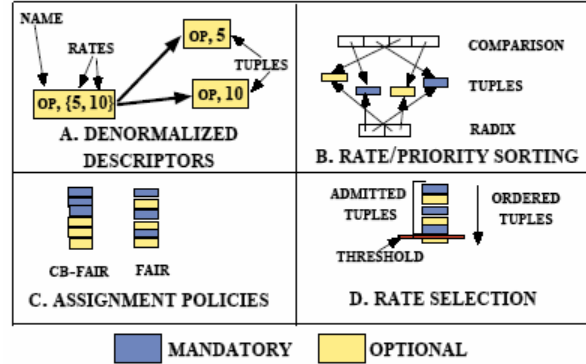 NAME
RATES
OP, 5
TUPLES
OP, {5, 10}
OP, 10
A. DENORMALIZED
DESCRIPTORS
COMPARISON
TUPLES
RADIX
B. RATE/PRIORITY SORTING
CB-FAIR
FAIR
C. ASSIGNMENT POLICIES
ADMITTED
TUPLES
ORDERED
TUPLES
THRESHOLD
D. RATE SELECTION
MANDATORY
OPTIONAL